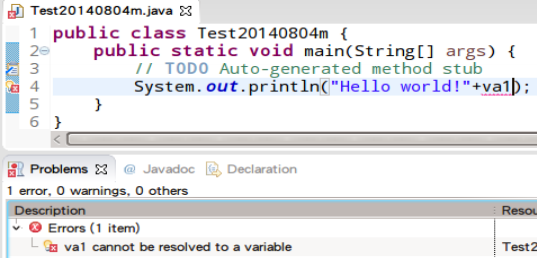 Test20140804m.java
1 public class Test20140804m {
2 public static void main(String[] args) {
3 // TODO Auto-generated method stub
4 System.out.println("Hello world!"+va1);
5 }
6 }
Problems @ Javadoc Declaration
1 error, 0 warnings, 0 others
Description Resou
Errors (1 item)
va1 cannot be resolved to a variable Test2